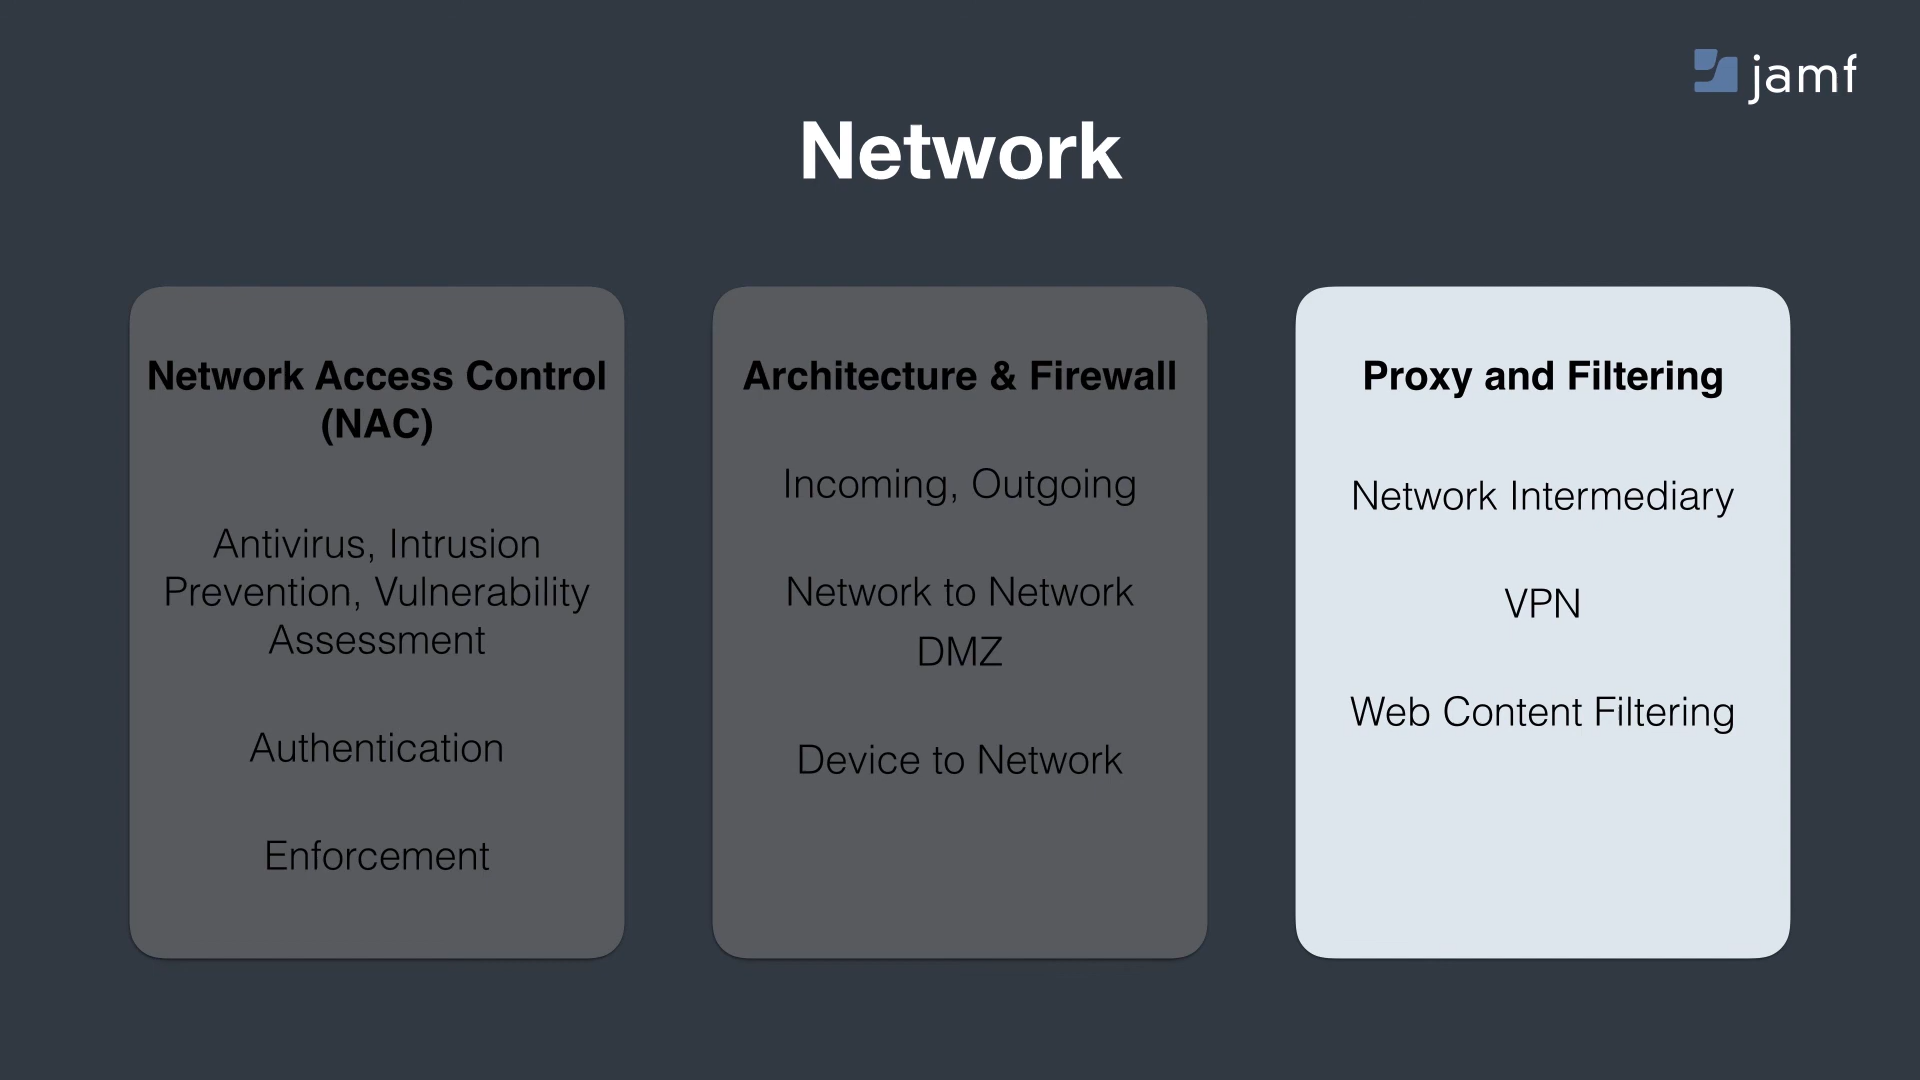 jamf
Network
Network Access Control
(NAC)
Antivirus, Intrusion
Prevention, Vulnerability
Assessment
Authentication
Enforcement
Architecture & Firewall
Incoming, Outgoing
Network to Network
DMZ
Device to Network
Proxy and Filtering
Network Intermediary
VPN
Web Content Filtering